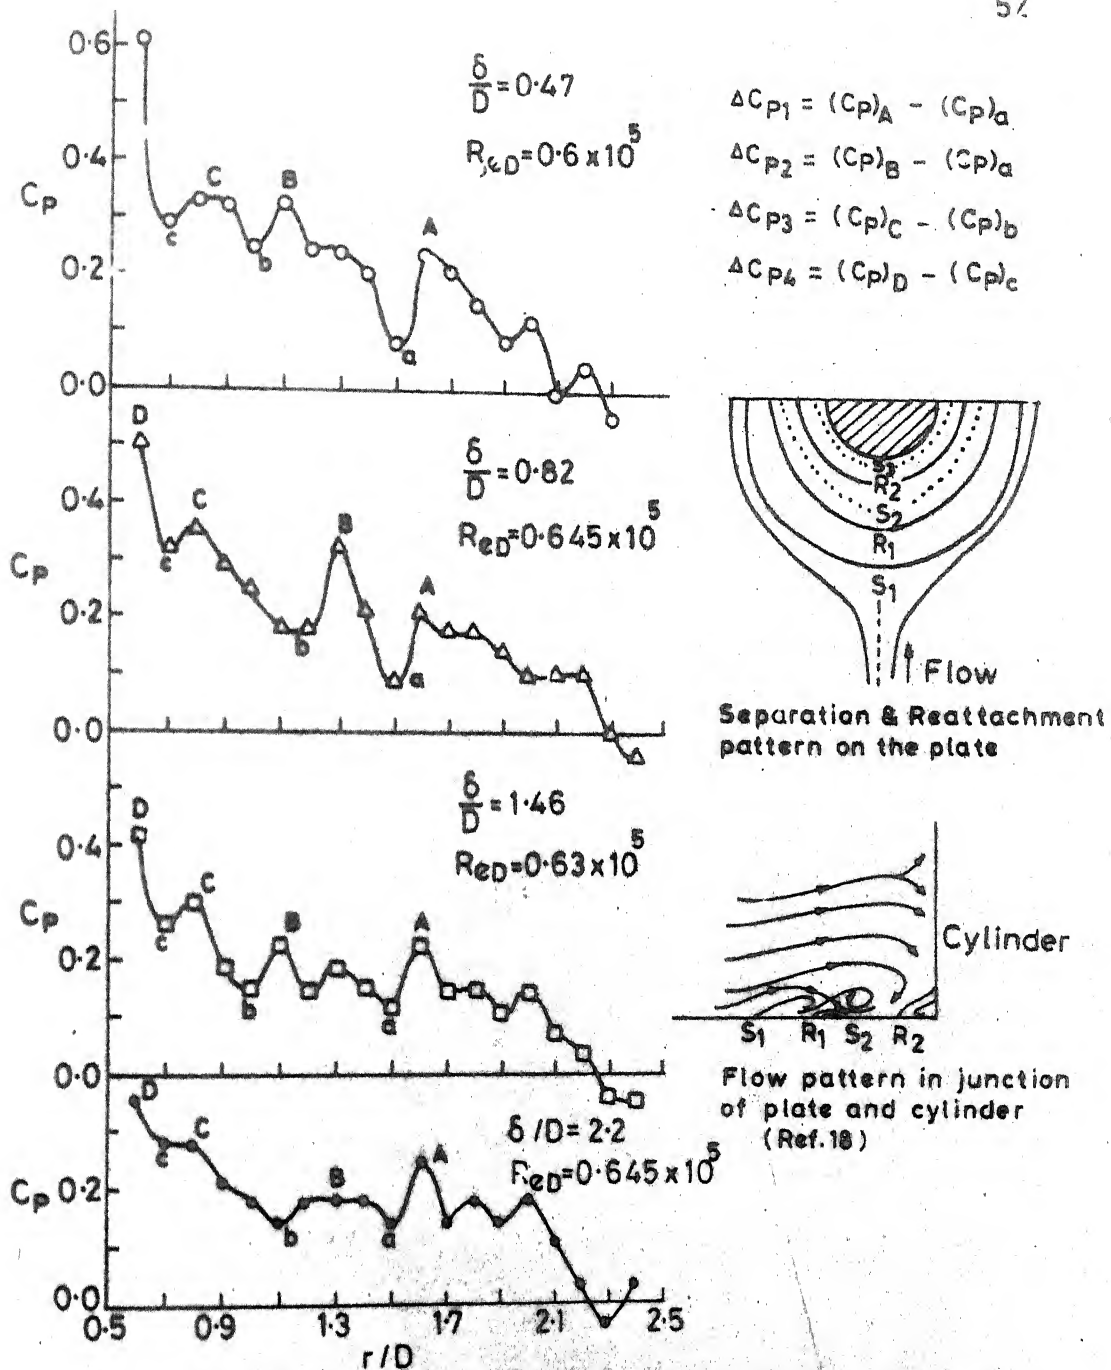 52
0.6
0.4
Cp
0.2
0.0
C
c
b
B
A
a
δ/D = 0.47
ReD = 0.6 x 10^5
ΔCP1 = (Cp)A - (Cp)a
ΔCP2 = (Cp)B - (Cp)a
ΔCP3 = (Cp)C - (Cp)b
ΔCP4 = (Cp)D - (Cp)c
D
0.4
Cp
0.2
0.0
c
C
b
B
a
A
δ/D = 0.82
ReD = 0.645 x 10^5
S3
R2
S2
R1
S1
Flow
Separation & Reattachment
pattern on the plate
D
0.4
Cp
0.2
0.0
c
C
b
B
a
A
δ/D = 1.46
ReD = 0.63 x 10^5
Cylinder
S1 R1 S2 R2
Flow pattern in junction
of plate and cylinder
(Ref. 18)
D
Cp 0.2
0.0
c
C
b
B
a
A
δ/D = 2.2
ReD = 0.645 x 10^5
0.5 0.9 1.3 1.7 2.1 2.5
r/D